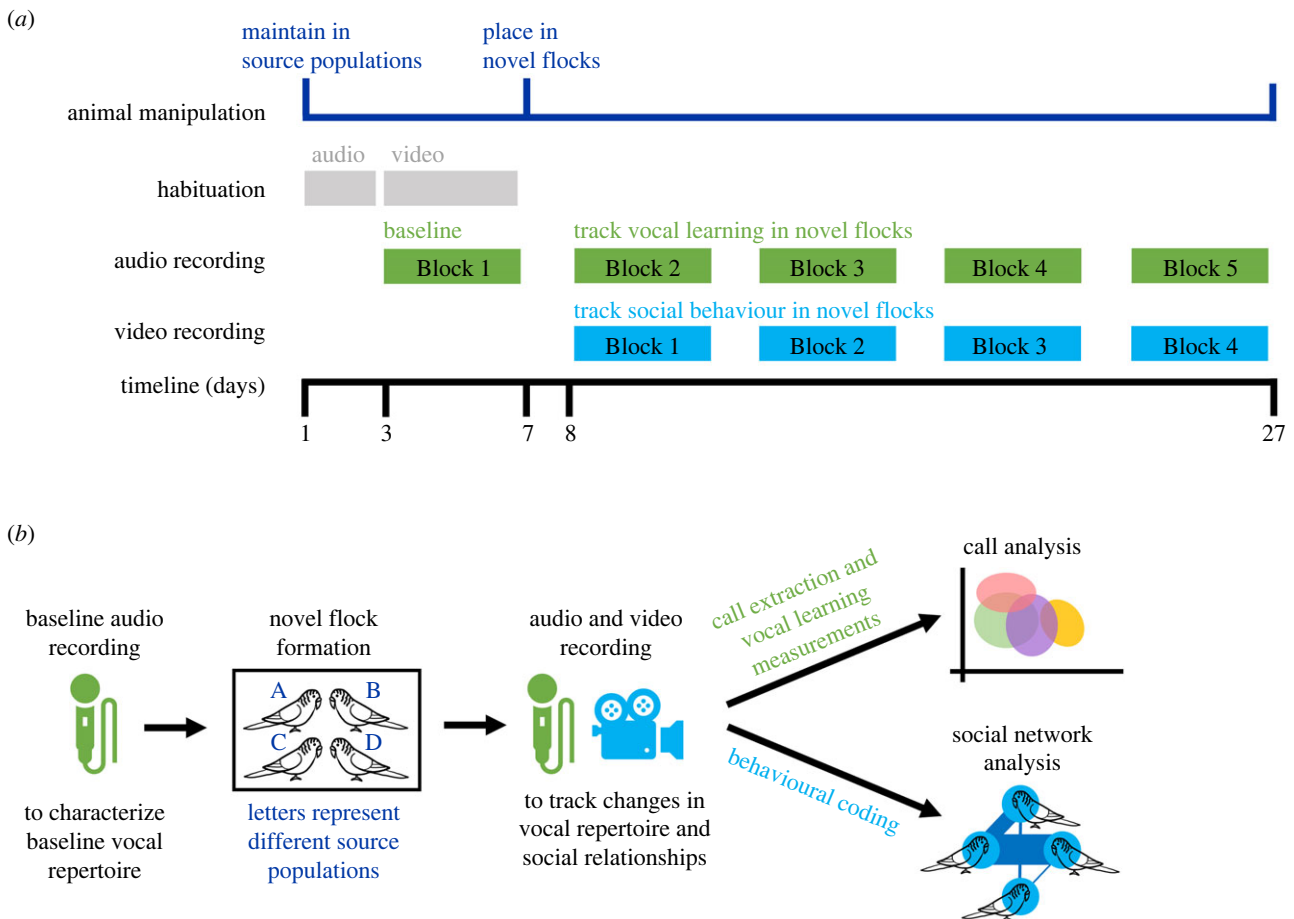 (a)
maintain in
source populations
place in
novel flocks
animal manipulation
audio
video
habituation
baseline
track vocal learning in novel flocks
audio recording
Block 1
Block 2
Block 3
Block 4
Block 5
track social behaviour in novel flocks
video recording
Block 1
Block 2
Block 3
Block 4
timeline (days)
1
3
7
8
27
(b)
baseline audio
recording
to characterize
baseline vocal
repertoire
novel flock
formation
A
B
C
D
letters represent
different source
populations
audio and video
recording
to track changes in
vocal repertoire and
social relationships
call extraction and
vocal learning
measurements
behavioural coding
call analysis
social network
analysis